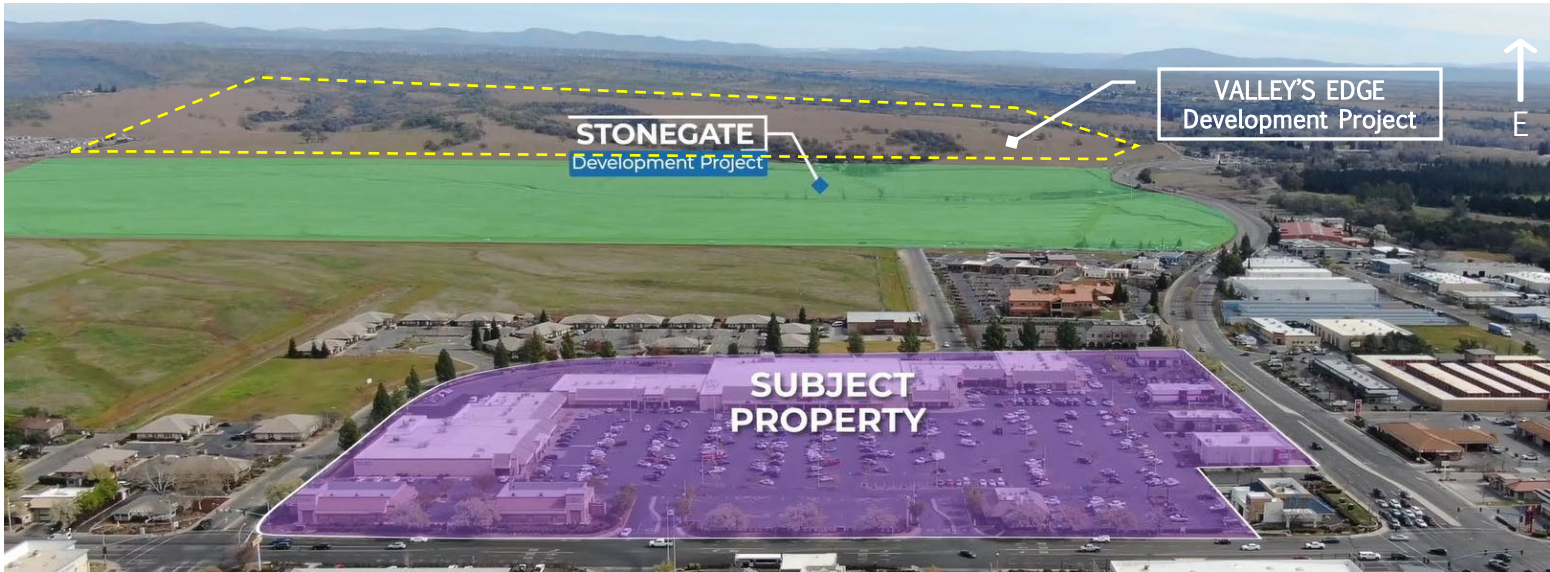 STONEGATE
Development Project
VALLEY'S EDGE
Development Project
E
SUBJECT
PROPERTY